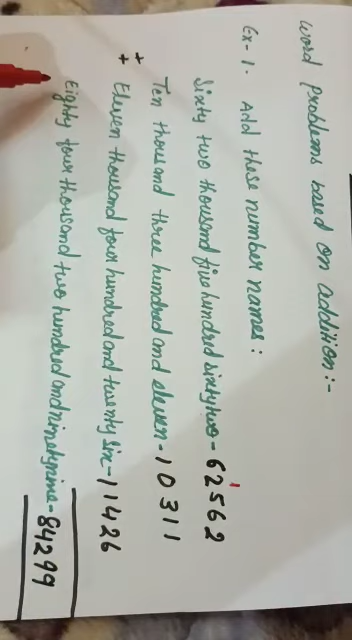 word problems based on addition:-
Ex-1. Add these number names:
1
Sixty two thousand five hundred sixty two - 62562
+ Ten thousand three hundred and eleven - 10311
+ Eleven thousand four hundred and twenty six - 11426
Eighty four thousand two hundred and ninety nine - 84299